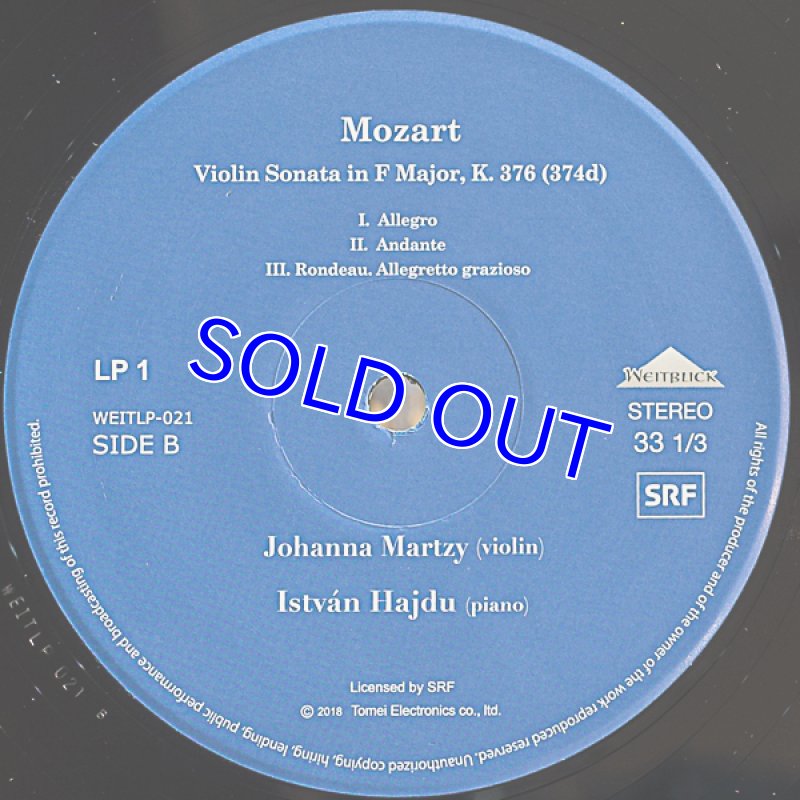 Mozart
Violin Sonata in F Major, K. 376 (374d)
I. Allegro
II. Andante
III. Rondeau. Allegretto grazioso
SOLD OUT
LP 1
WEITLP-021
SIDE B
WEITBLICK
STEREO
33 1/3
SRF
Johanna Martzy (violin)
István Hajdu (piano)
Licensed by SRF
© 2018 Tomei Electronics co., ltd.
All rights of the producer and of the owner of the work reproduced reserved. Unauthorized copying, hiring, lending, public performance and broadcasting of this record prohibited.
WEITLP 021 B